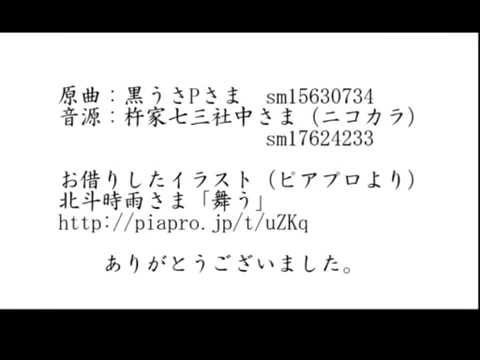 原曲：黒うさPさま　sm15630734
音源：杵家七三社中さま（ニコカラ）
sm17624233
お借りしたイラスト（ピアプロより）
北斗時雨さま「舞う」
http://piapro.jp/t/uZKq
ありがとうございました。